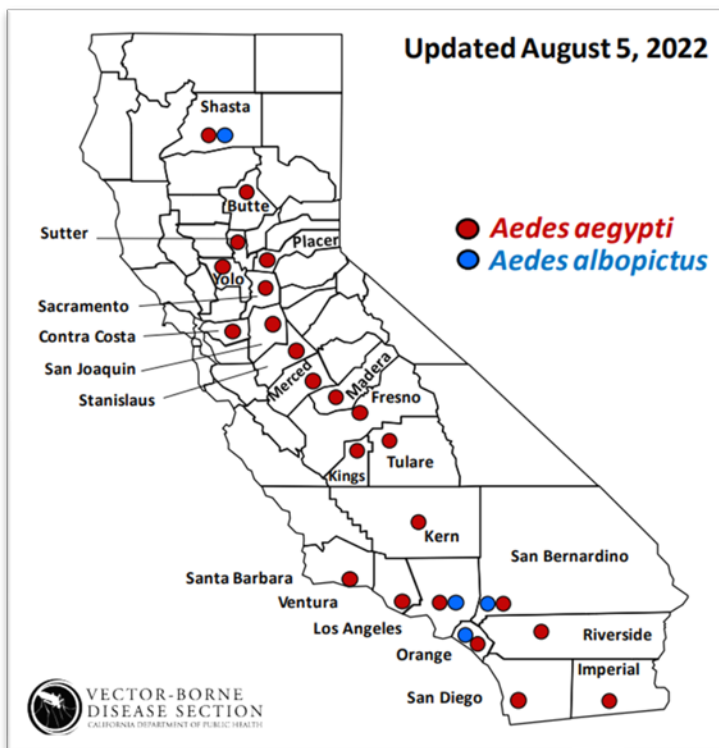 Updated August 5, 2022
Shasta
Butte
Sutter
Placer
Aedes aegypti
Aedes albopictus
Yolo
Sacramento
Contra Costa
San Joaquin
Stanislaus
Merced
Madera
Fresno
Tulare
Kings
Kern
San Bernardino
Santa Barbara
Ventura
Los Angeles
Riverside
Orange
Imperial
San Diego
VECTOR-BORNE
DISEASE SECTION
CALIFORNIA DEPARTMENT OF PUBLIC HEALTH